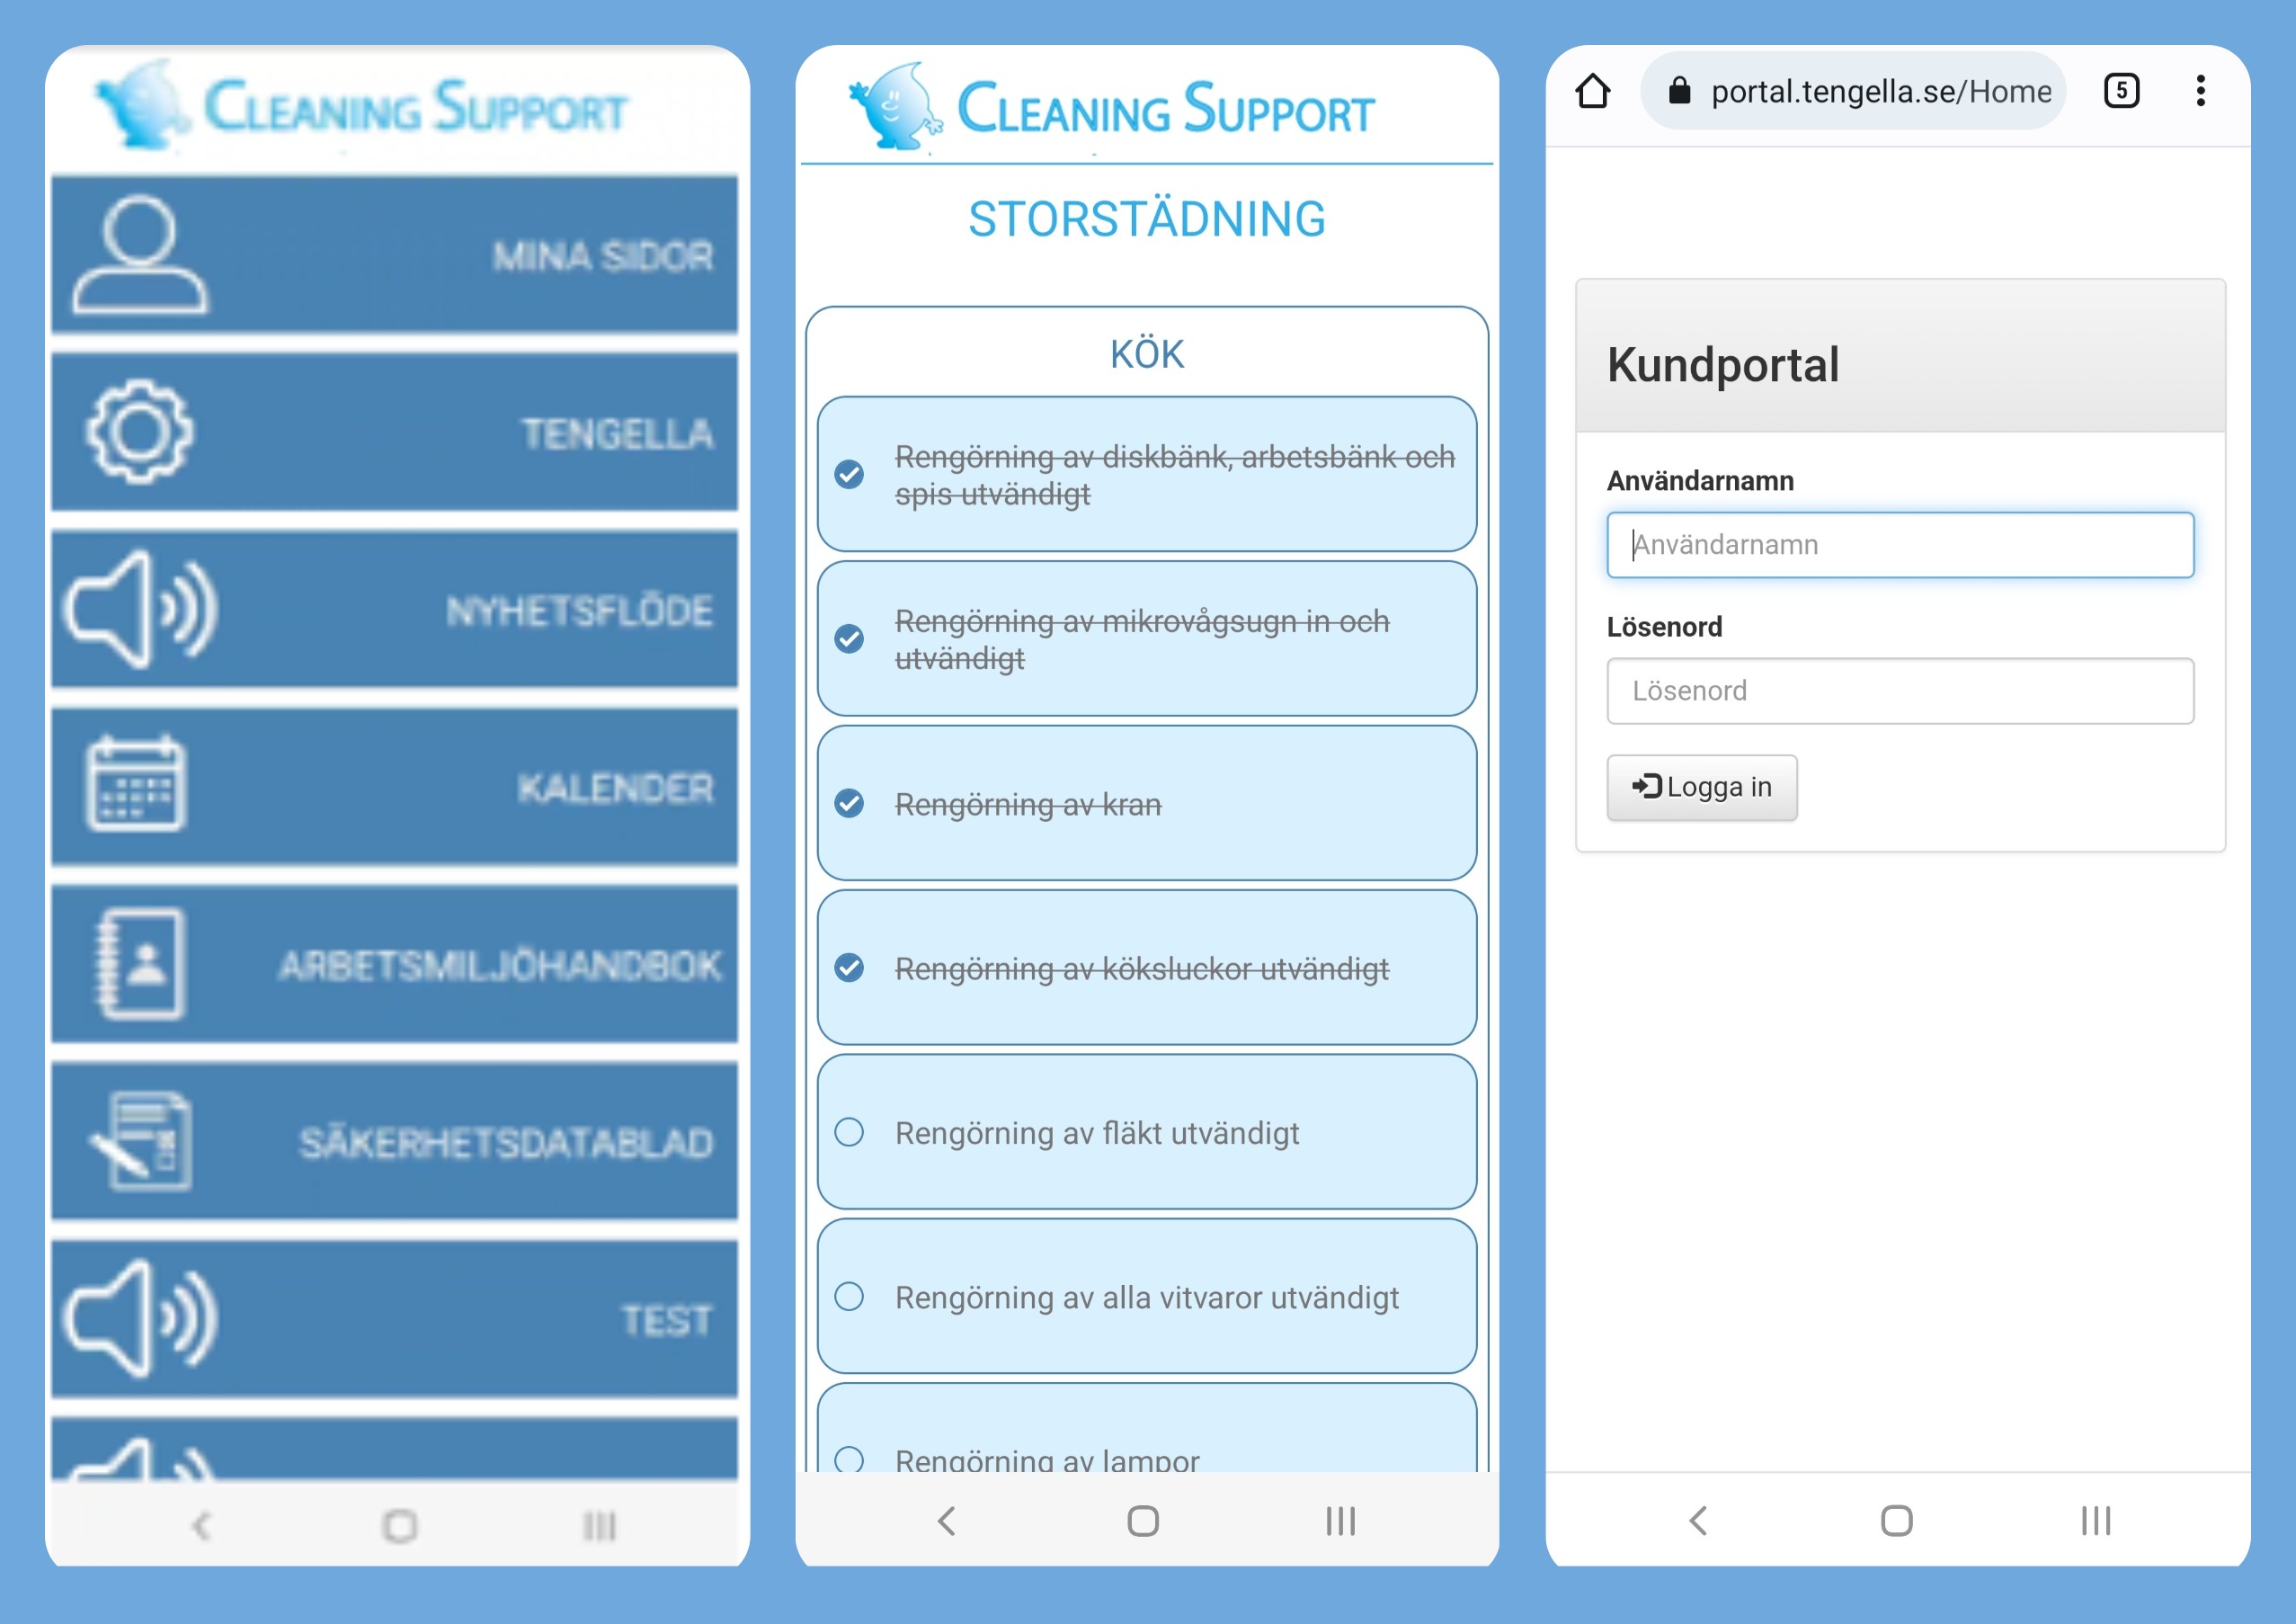 CLEANING SUPPORT
MINA SIDOR
TENGELLA
NYHETSFLÖDE
KALENDER
ARBETSMILJÖHANDBOK
SÄKERHETSDATABLAD
TEST
CLEANING SUPPORT
STORSTÄDNING
KÖK
Rengörning av diskbänk, arbetsbänk och
spis utvändigt
Rengörning av mikrovågsugn in och
utvändigt
Rengörning av kran
Rengörning av köksluckor utvändigt
Rengörning av fläkt utvändigt
Rengörning av alla vitvaror utvändigt
Rengörning av lampor
portal.tengella.se/Home
5
Kundportal
Användarnamn
Användarnamn
Lösenord
Lösenord
Logga in